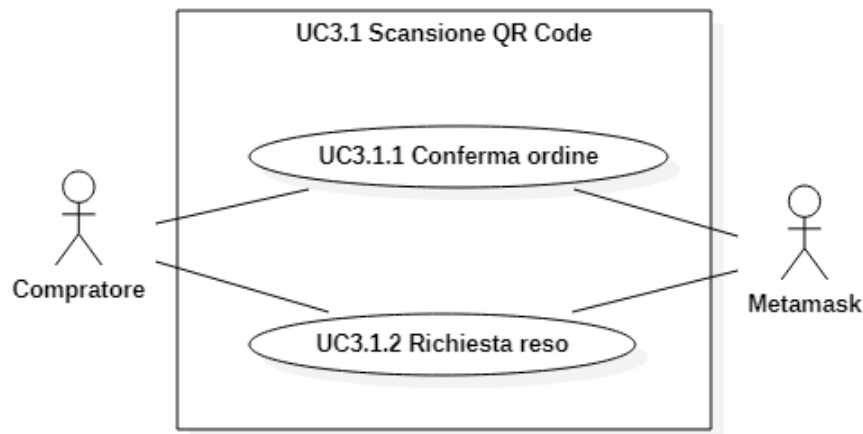 UC3.1 Scansione QR Code
UC3.1.1 Conferma ordine
Compratore
Metamask
UC3.1.2 Richiesta reso